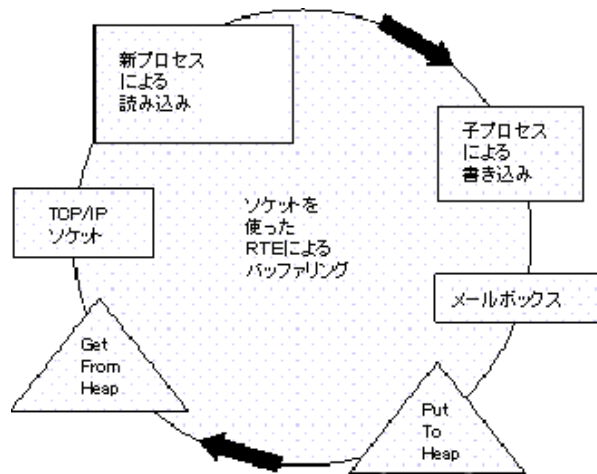 新プロセス
による
読み込み
子プロセス
による
書き込み
TCP/IP
ソケット
ソケットを
使った
RTEによる
バッファリング
メールボックス
Get
From
Heap
Put
To
Heap